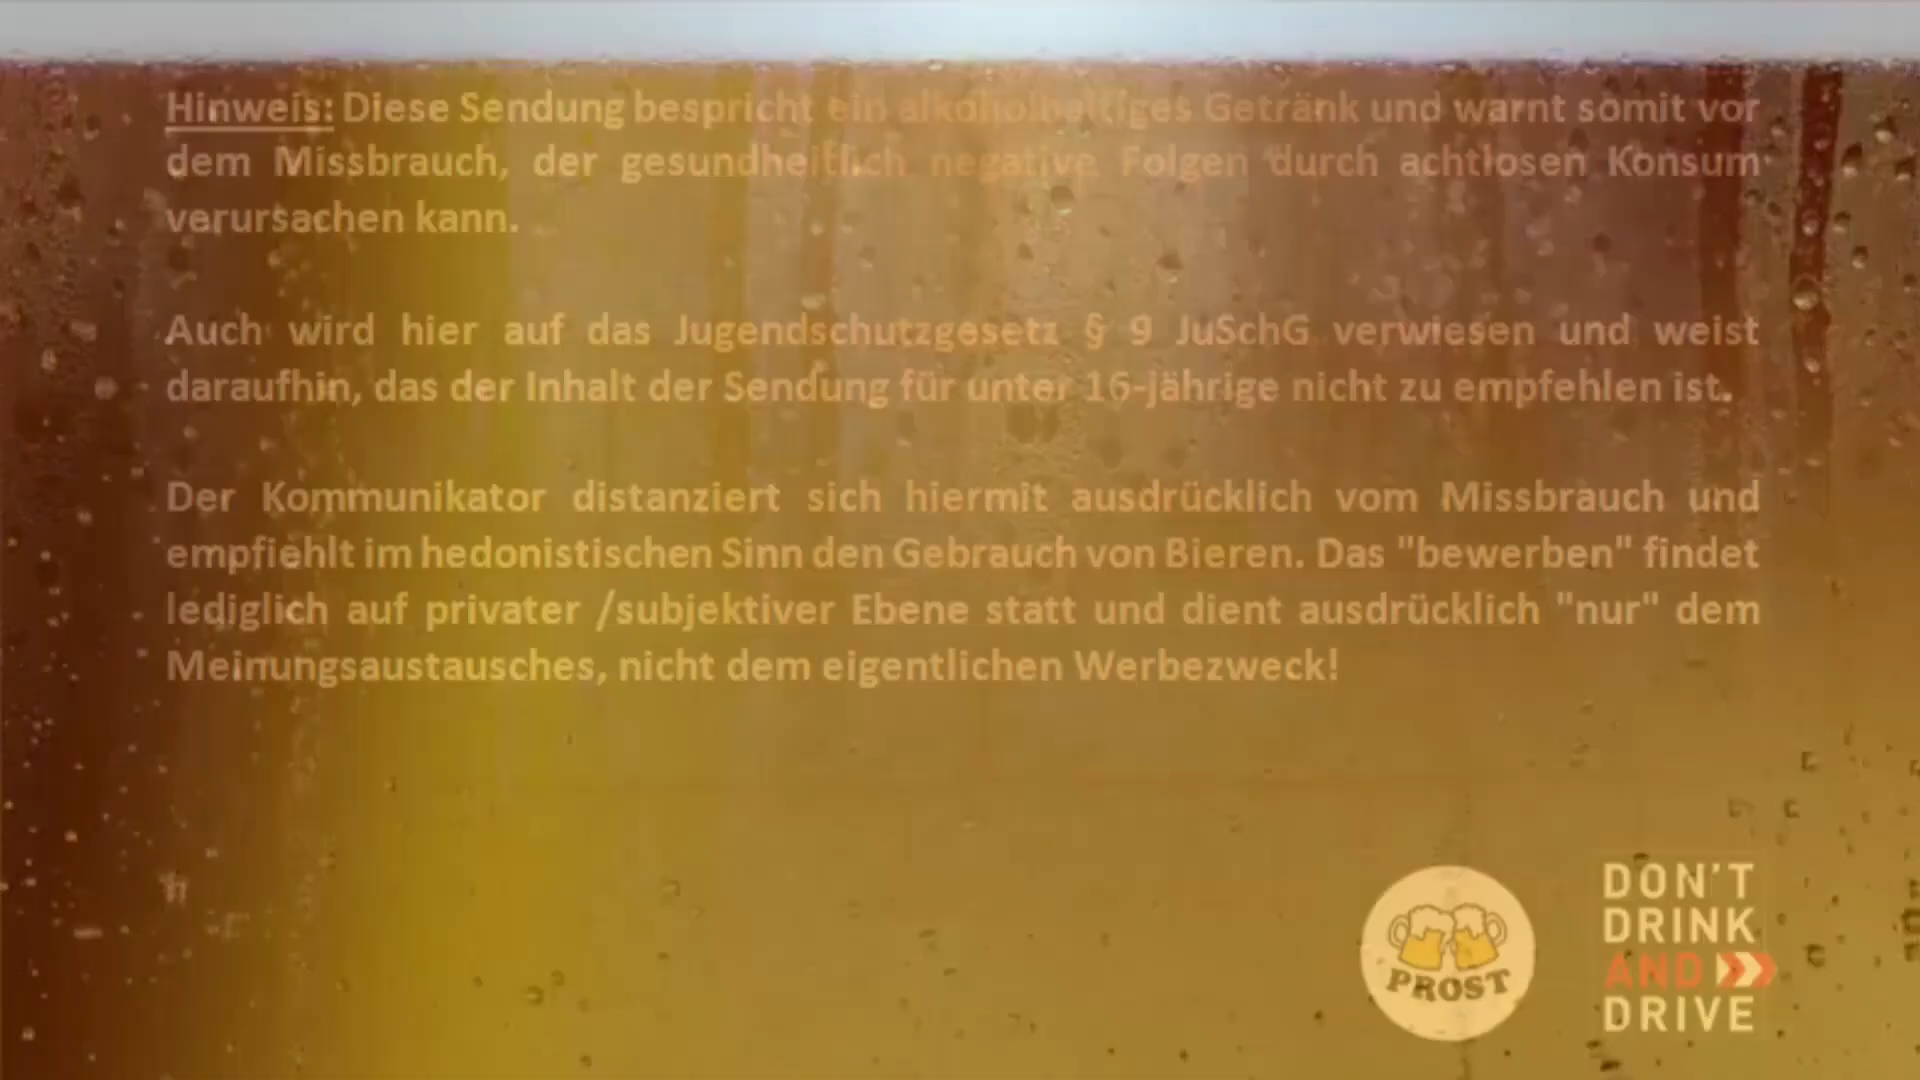 Hinweis: Diese Sendung bespricht ein alkoholhaltiges Getränk und warnt somit vor
dem Missbrauch, der gesundheitlich negative Folgen durch achtlosen Konsum
verursachen kann.
Auch wird hier auf das Jugendschutzgesetz § 9 JuSchG verwiesen und weist
daraufhin, das der Inhalt der Sendung für unter 16-jährige nicht zu empfehlen ist.
Der Kommunikator distanziert sich hiermit ausdrücklich vom Missbrauch und
empfiehlt im hedonistischen Sinn den Gebrauch von Bieren. Das "bewerben" findet
lediglich auf privater /subjektiver Ebene statt und dient ausdrücklich "nur" dem
Meinungsaustausches, nicht dem eigentlichen Werbezweck!
PROST
DON'T
DRINK
AND
DRIVE